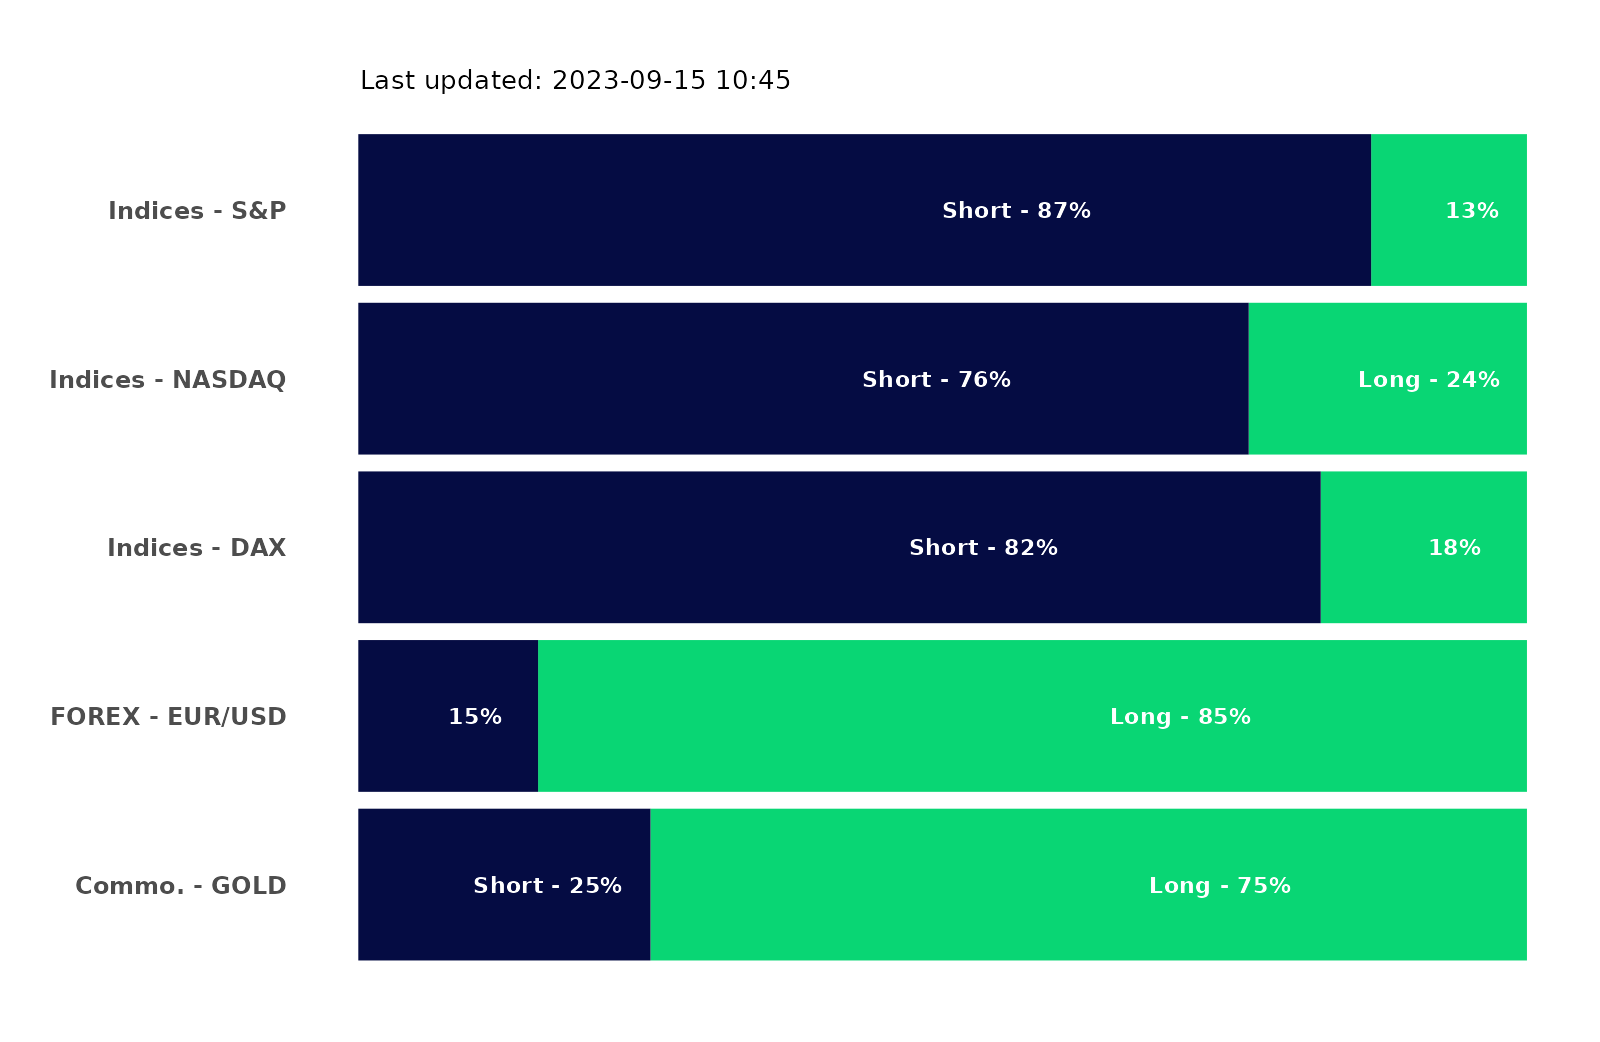 Last updated: 2023-09-15 10:45
Indices - S&P Short - 87% 13%
Indices - NASDAQ Short - 76% Long - 24%
Indices - DAX Short - 82% 18%
FOREX - EUR/USD 15% Long - 85%
Commo. - GOLD Short - 25% Long - 75%